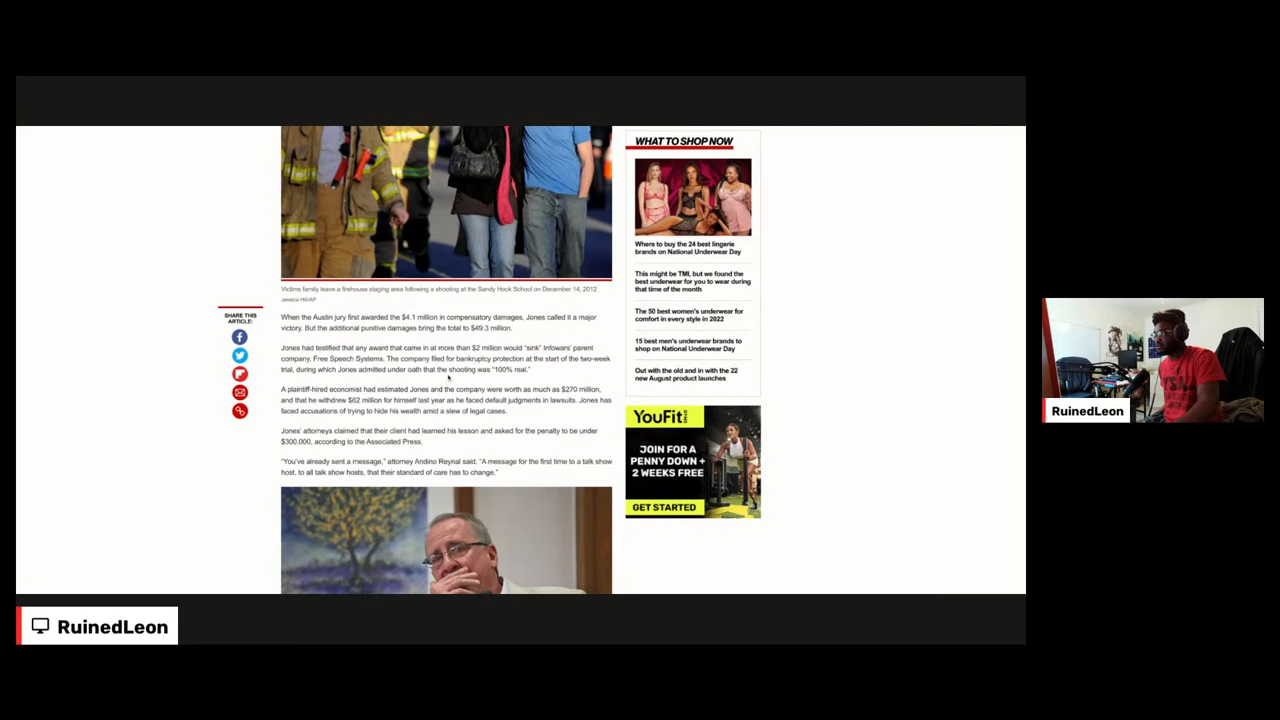 Victims family leave a firehouse staging area following a shooting at the Sandy Hook School on December 14, 2012.
Jessica Hill/AP
SHARE THIS
ARTICLE:
When the Austin jury first awarded the $4.1 million in compensatory damages, Jones called it a major
victory. But the additional punitive damages bring the total to $49.3 million.
Jones had testified that any award that came in at more than $2 million would “sink” Infowars’ parent
company, Free Speech Systems. The company filed for bankruptcy protection at the start of the two-week
trial, during which Jones admitted under oath that the shooting was “100% real.”
A plaintiff-hired economist had estimated Jones and the company were worth as much as $270 million,
and that he withdrew $62 million for himself last year as he faced default judgments in lawsuits. Jones has
faced accusations of trying to hide his wealth amid a slew of legal cases.
Jones’ attorneys claimed that their client had learned his lesson and asked for the penalty to be under
$300,000, according to the Associated Press.
“You’ve already sent a message,” attorney Andino Reynal said. “A message for the first time to a talk show
host, to all talk show hosts, that their standard of care has to change.”
WHAT TO SHOP NOW
Where to buy the 24 best lingerie
brands on National Underwear Day
This might be TMI, but we found the
best underwear for you to wear during
that time of the month
The 50 best women's underwear for
comfort in every style in 2022
15 best men's underwear brands to
shop on National Underwear Day
Out with the old and in with the 22
new August product launches
YouFit
JOIN FOR A
PENNY DOWN +
2 WEEKS FREE
GET STARTED
RuinedLeon
RuinedLeon